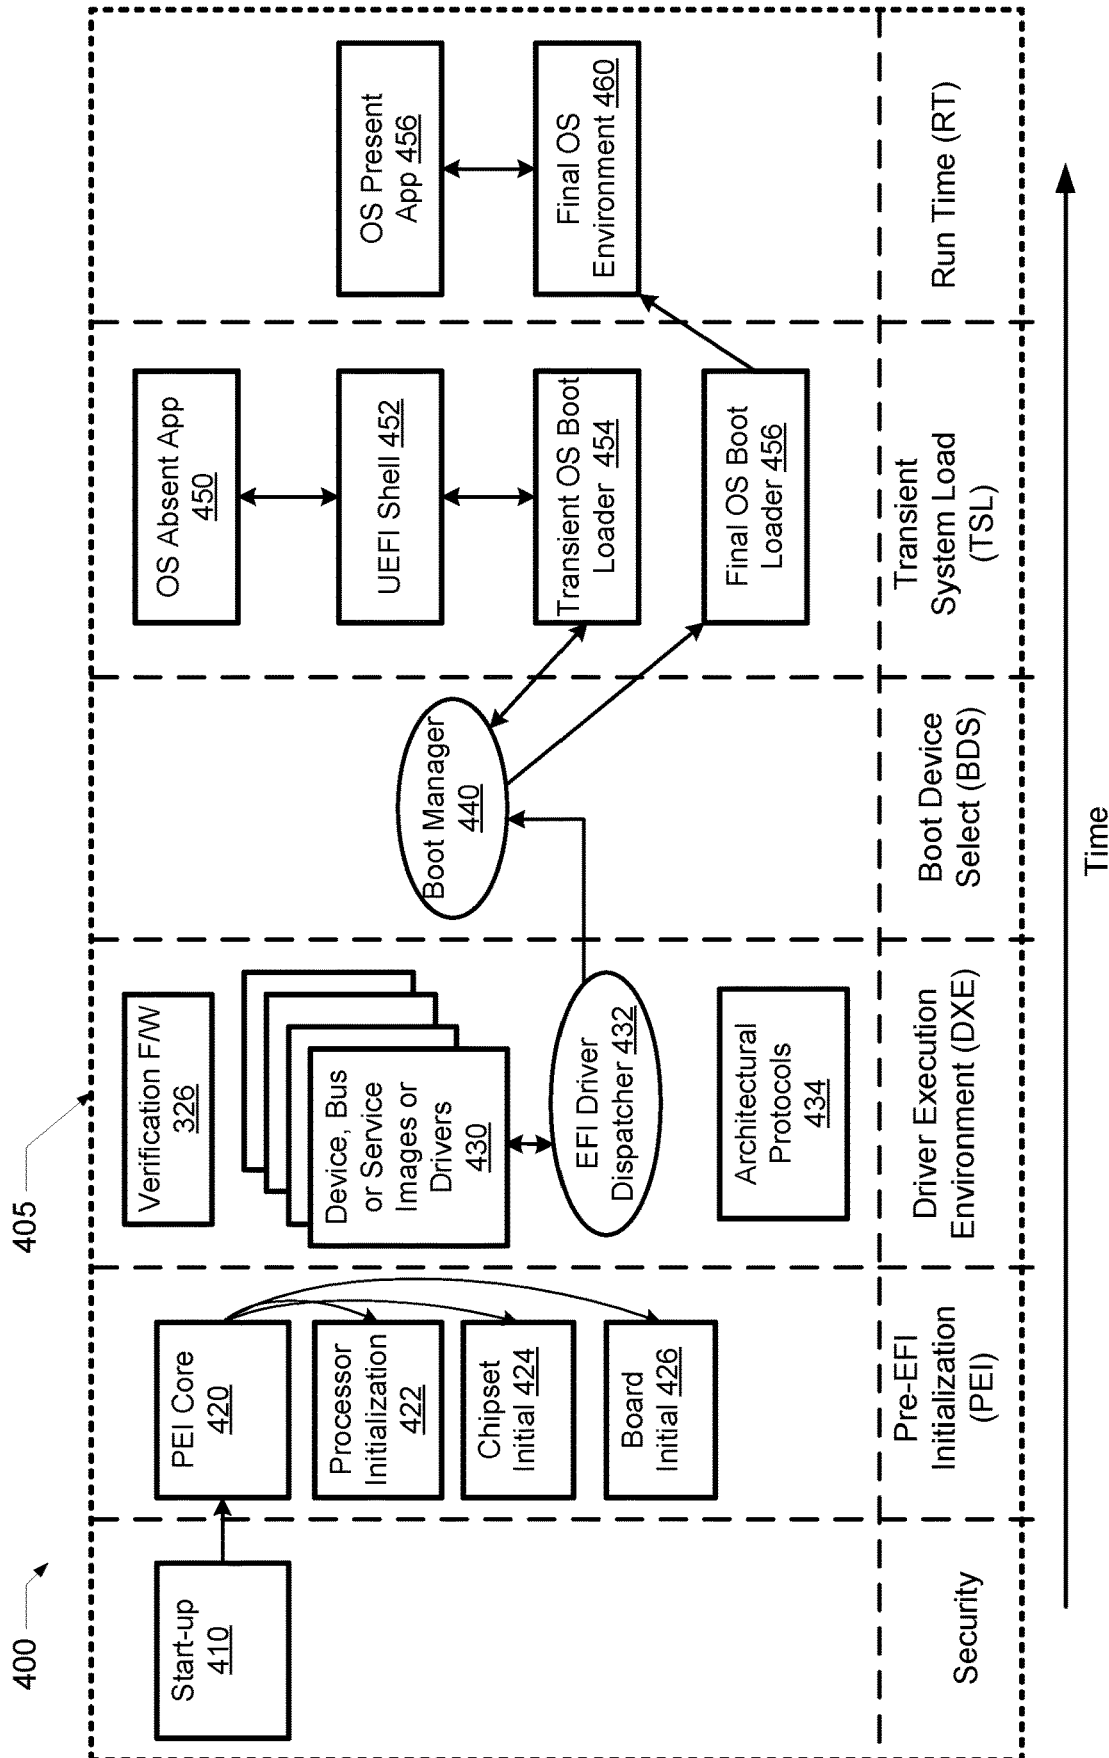 400
405
Start-up
410
PEI Core
420
Processor
Initialization
422
Chipset
Initial 424
Board
Initial 426
Verification F/W
326
Device, Bus
or Service
Images or
Drivers
430
EFI Driver
Dispatcher 432
Architectural
Protocols
434
Boot Manager
440
OS Absent App
450
UEFI Shell 452
Transient OS Boot
Loader 454
Final OS Boot
Loader 456
OS Present
App 456
Final OS
Environment 460
Security
Pre-EFI
Initialization
(PEI)
Driver Execution
Environment (DXE)
Boot Device
Select (BDS)
Transient
System Load
(TSL)
Run Time (RT)
Time